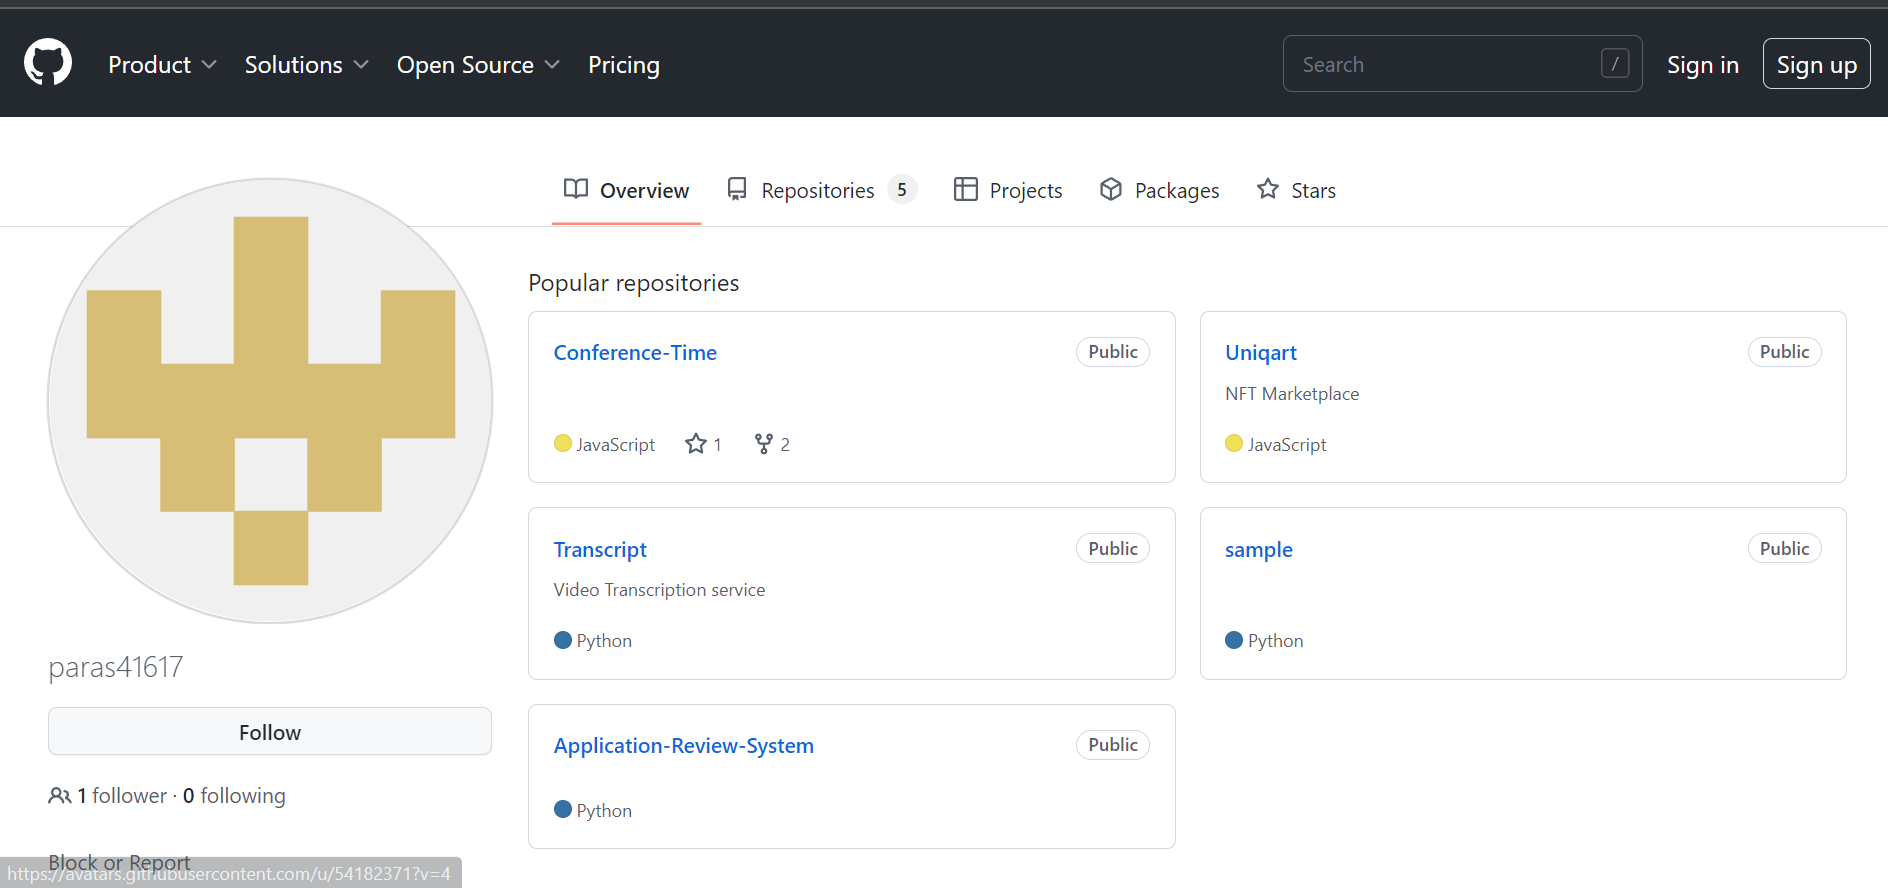 Product Solutions Open Source Pricing Search / Sign in Sign up
Overview Repositories 5 Projects Packages Stars
Popular repositories
Conference-Time Public
JavaScript 1 2
Uniqart Public
NFT Marketplace
JavaScript
Transcript Public
Video Transcription service
Python
sample Public
Python
Application-Review-System Public
Python
paras41617
Follow
1 follower · 0 following
Block or Report
https://avatars.githubusercontent.com/u/54182371?v=4